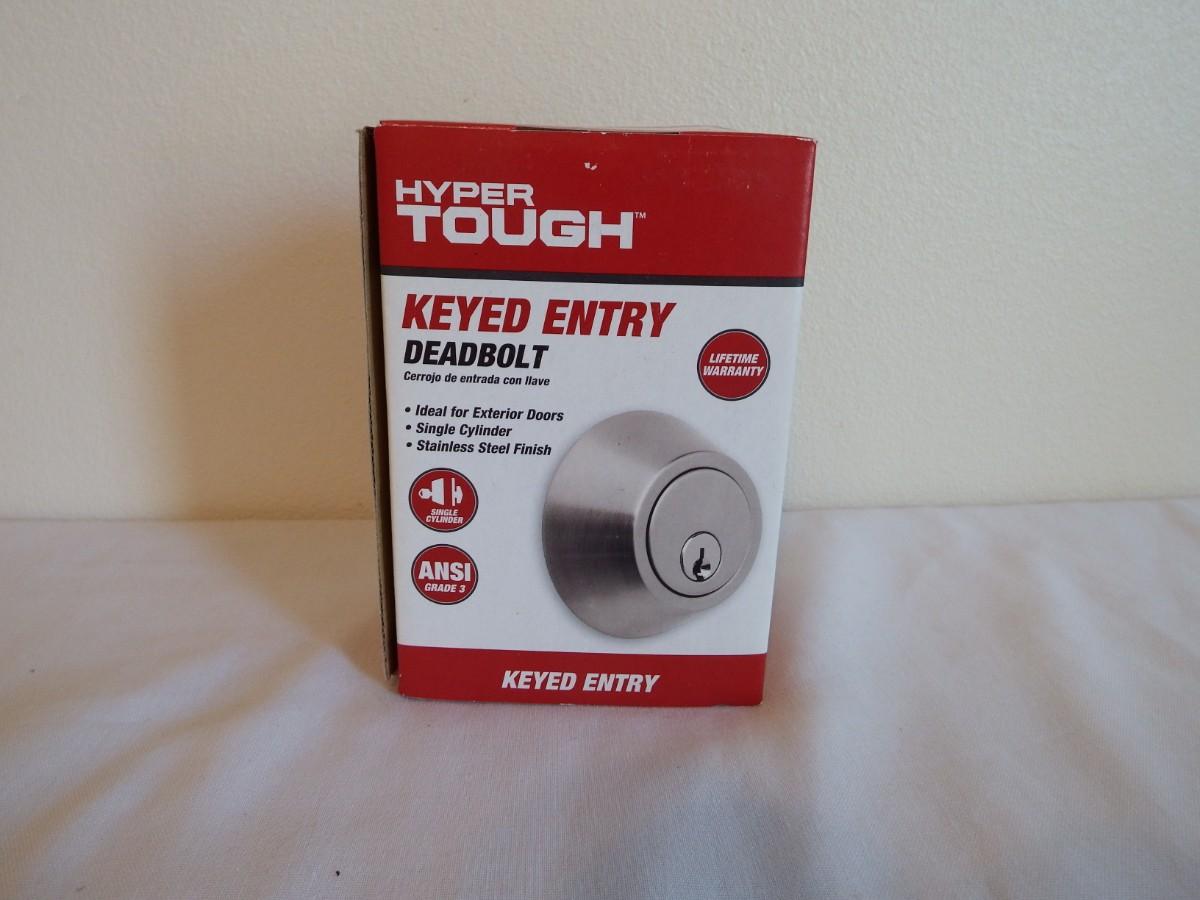 HYPER
TOUGH™
KEYED ENTRY
DEADBOLT
Cerrojo de entrada con llave
LIFETIME
WARRANTY
• Ideal for Exterior Doors
• Single Cylinder
• Stainless Steel Finish
SINGLE
CYLINDER
ANSI
GRADE 3
KEYED ENTRY